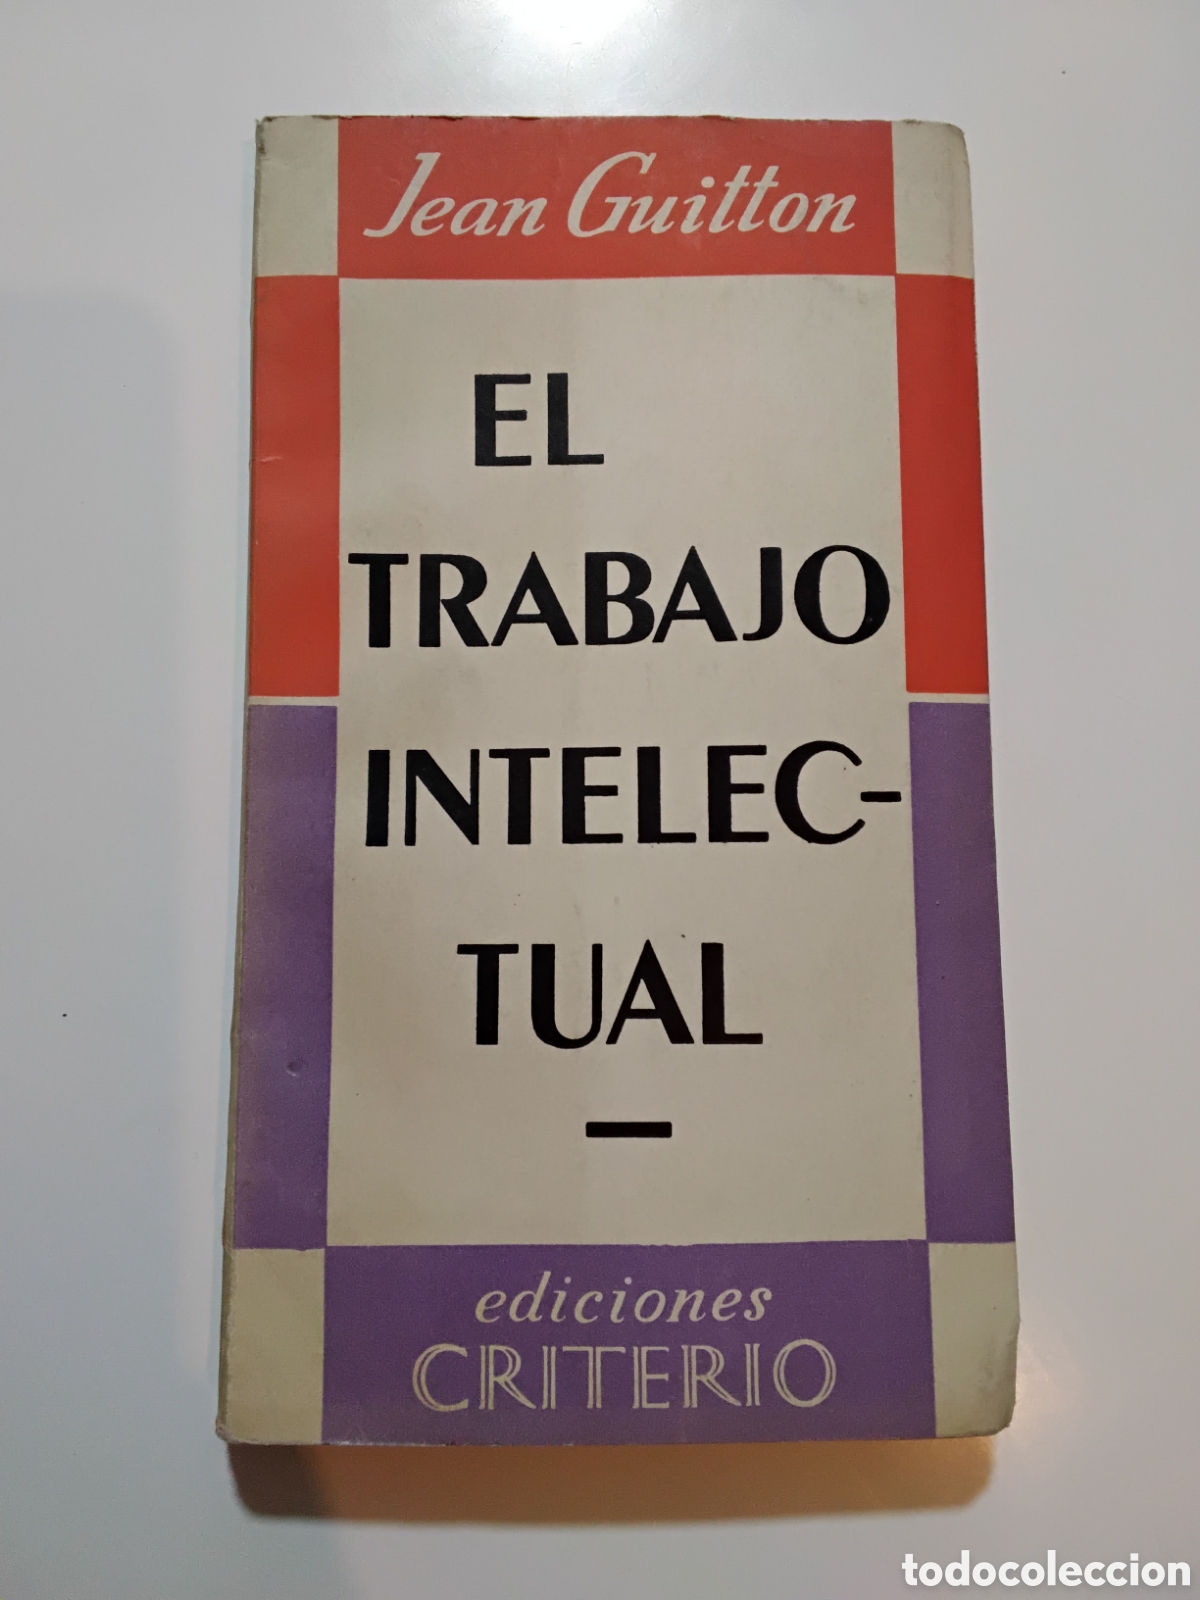 Jean Guitton
EL
TRABAJO
INTELEC-
TUAL
—
ediciones
CRITERIO
todocoleccion